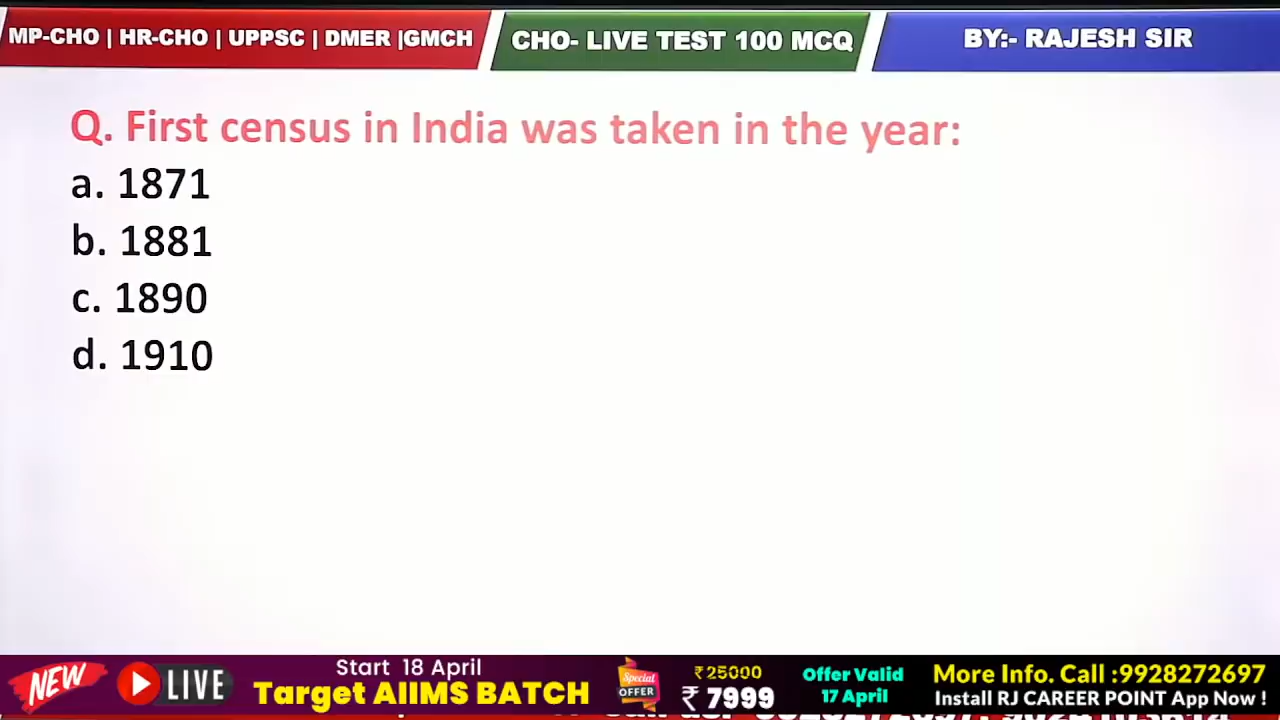 MP-CHO | HR-CHO | UPPSC | DMER |GMCH
CHO- LIVE TEST 100 MCQ
BY:- RAJESH SIR
Q. First census in India was taken in the year:
a. 1871
b. 1881
c. 1890
d. 1910
NEW
LIVE
Start 18 April
Target AIIMS BATCH
Special
OFFER
₹25000
₹7999
Offer Valid
17 April
More Info. Call :9928272697
Install RJ CAREER POINT App Now !